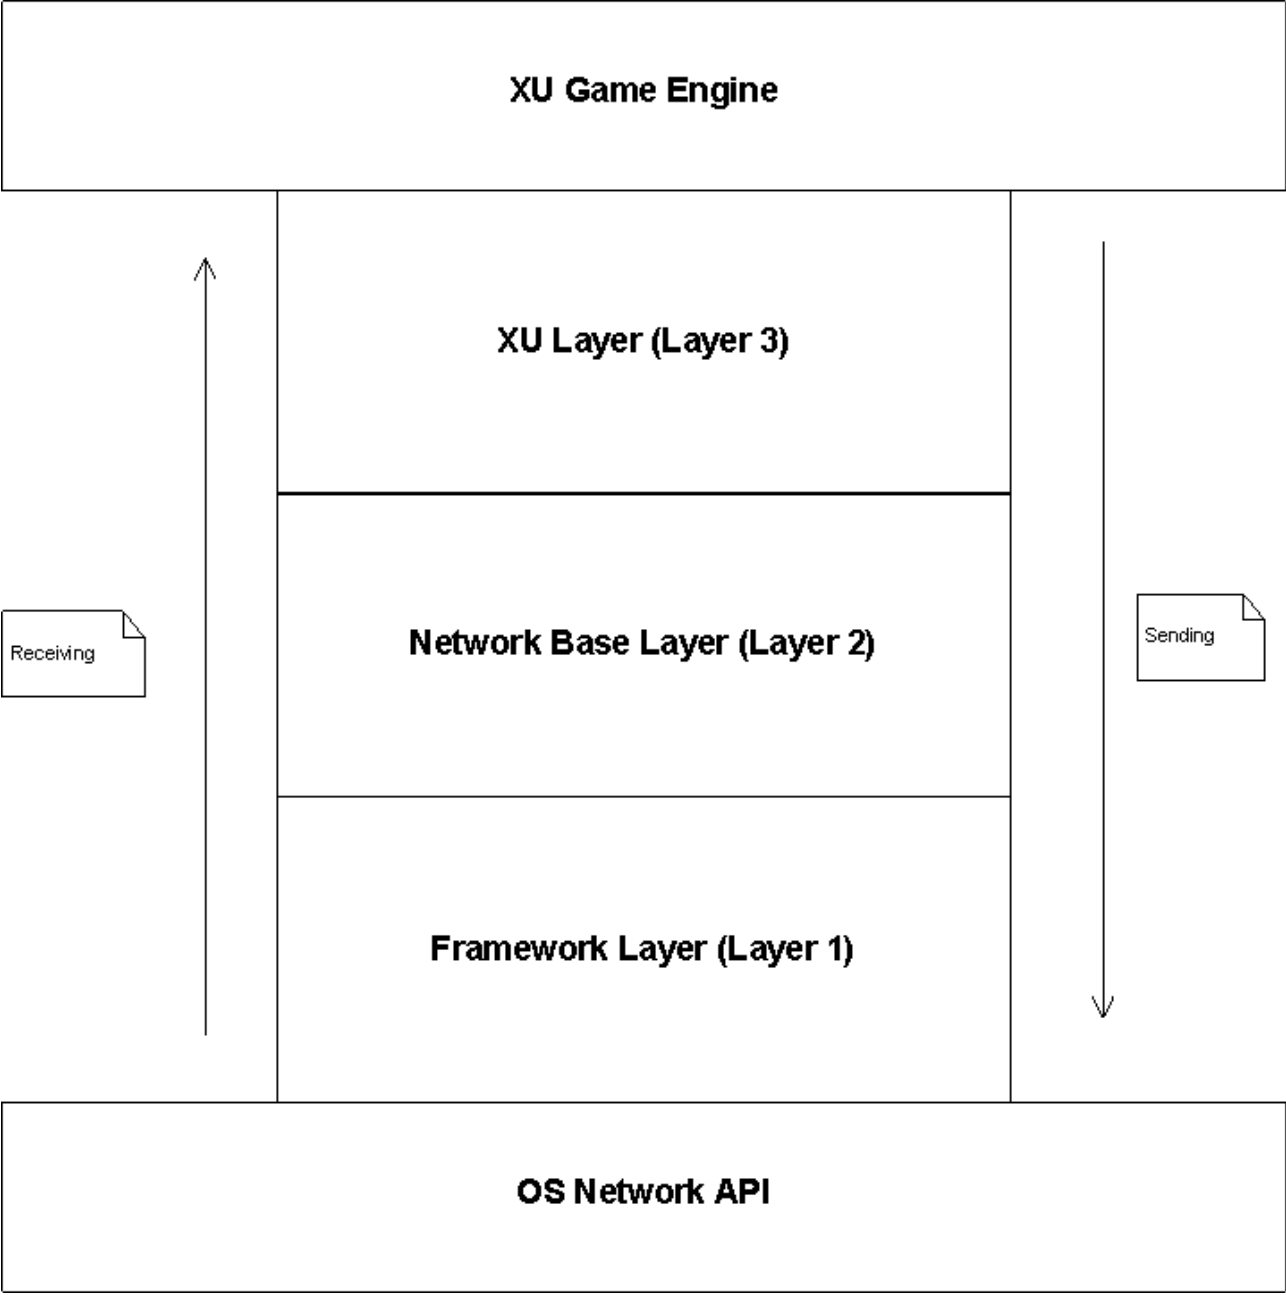 XU Game Engine
XU Layer (Layer 3)
Network Base Layer (Layer 2)
Receiving
Sending
Framework Layer (Layer 1)
OS Network API